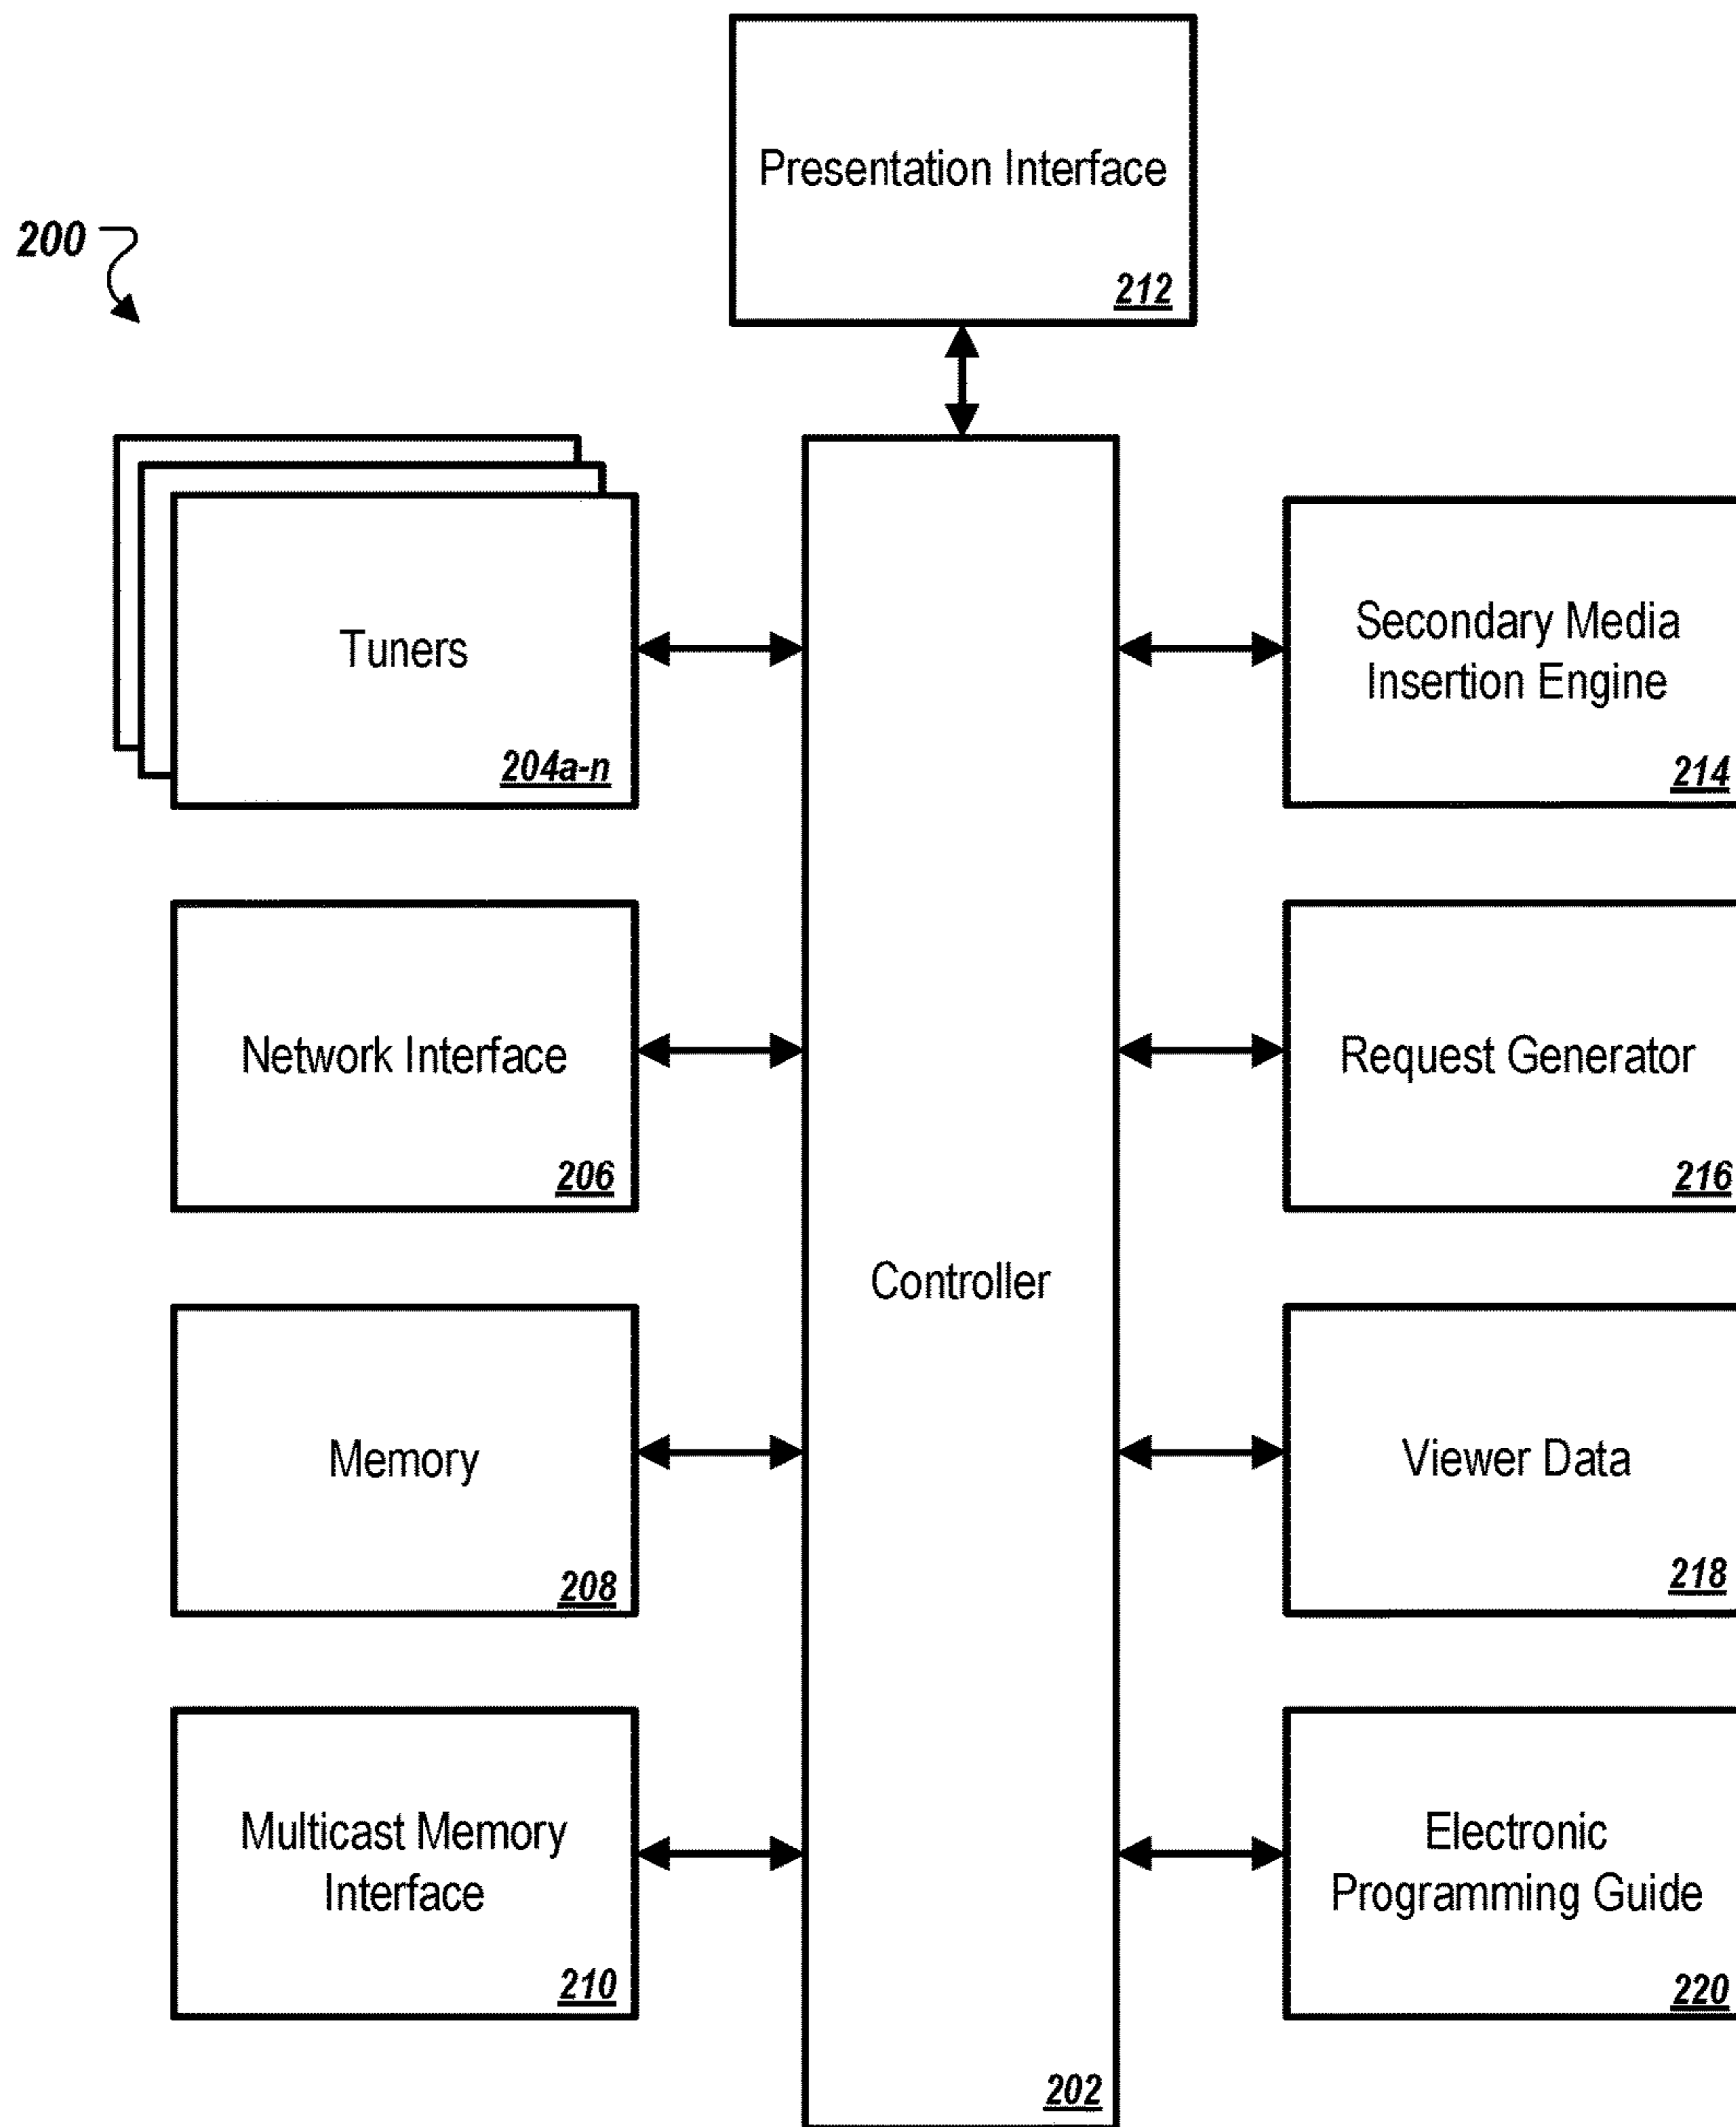 200
Presentation Interface
212
Tuners
204a-n
Network Interface
206
Memory
208
Multicast Memory
Interface
210
Controller
202
Secondary Media
Insertion Engine
214
Request Generator
216
Viewer Data
218
Electronic
Programming Guide
220